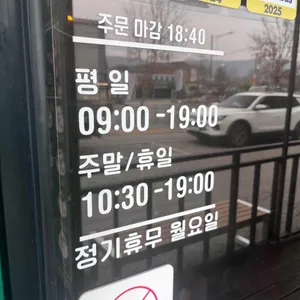 주문 마감 18:40
평 일
09:00 - 19:00
주말/휴일
10:30 - 19:00
정기휴무 월요일
2025